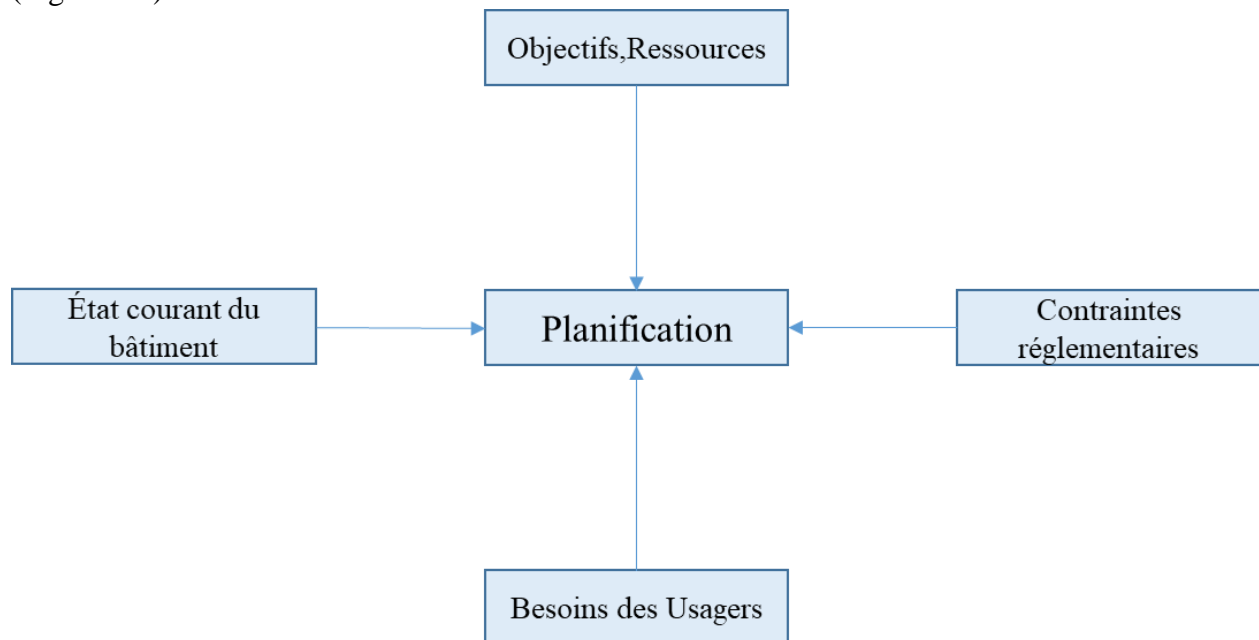 Objectifs,Ressources
État courant du
bâtiment
Planification
Contraintes
réglementaires
Besoins des Usagers